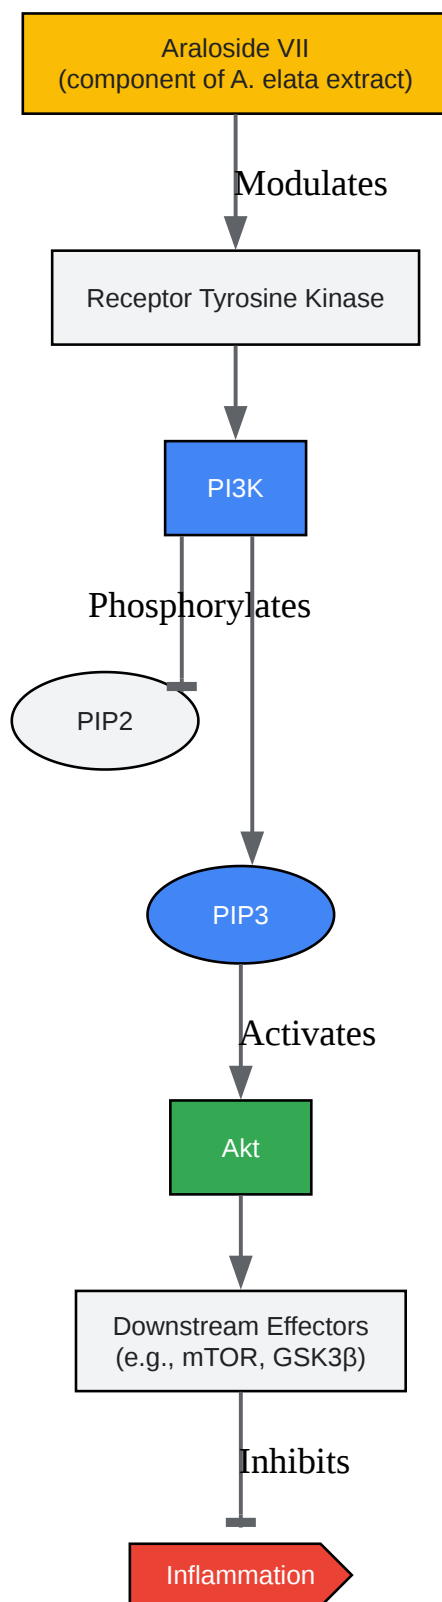 Araloside VII
(component of A. elata extract)
Modulates
Receptor Tyrosine Kinase
PI3K
Phosphorylates
PIP2
PIP3
Activates
Akt
Downstream Effectors
(e.g., mTOR, GSK3β)
Inhibits
Inflammation